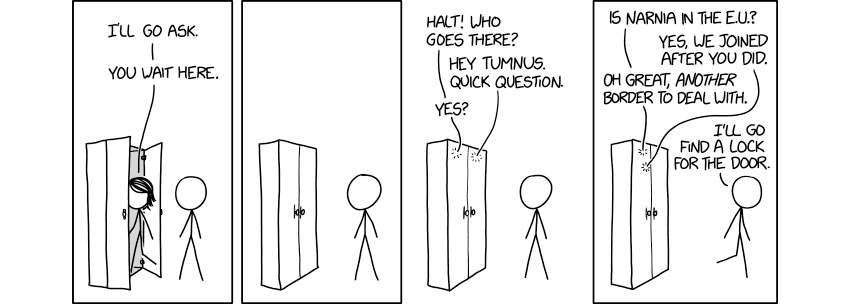 I'LL GO ASK.
YOU WAIT HERE.
HALT! WHO
GOES THERE?
HEY TUMNUS.
QUICK QUESTION.
YES?
IS NARNIA IN THE E.U.?
YES, WE JOINED
AFTER YOU DID.
OH GREAT, ANOTHER
BORDER TO DEAL WITH.
I'LL GO
FIND A LOCK
FOR THE DOOR.